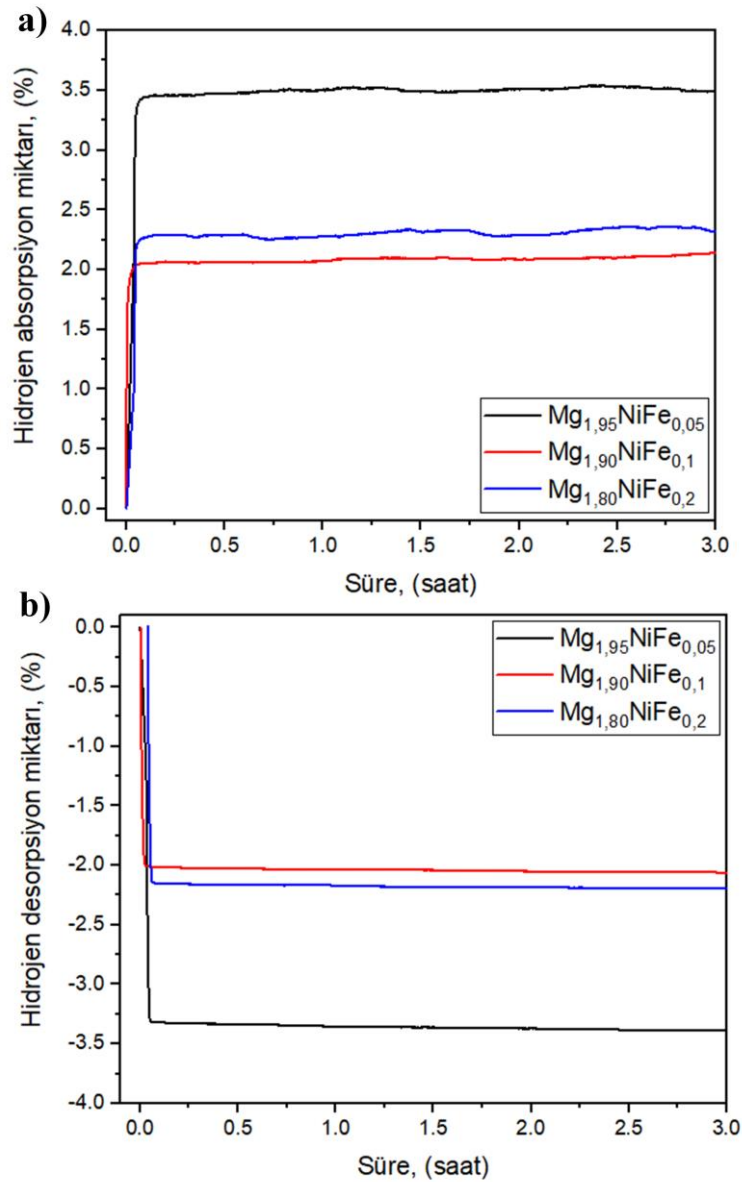 a)
Hidrojen absorpsiyon miktarı, (%)
4.0
3.5
3.0
2.5
2.0
1.5
1.0
0.5
0.0
Mg1,95NiFe0,05
Mg1,90NiFe0,1
Mg1,80NiFe0,2
0.0 0.5 1.0 1.5 2.0 2.5 3.0
Süre, (saat)
b)
Hidrojen desorpsiyon miktarı, (%)
0.0
-0.5
-1.0
-1.5
-2.0
-2.5
-3.0
-3.5
-4.0
Mg1,95NiFe0,05
Mg1,90NiFe0,1
Mg1,80NiFe0,2
0.0 0.5 1.0 1.5 2.0 2.5 3.0
Süre, (saat)